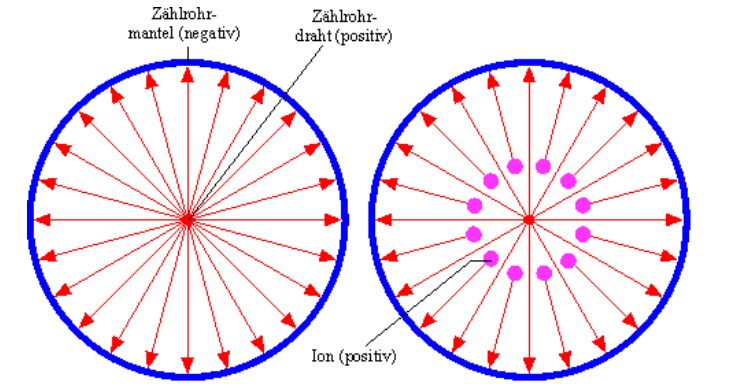 Zählrohr-
mantel (negativ)
Zählrohr-
draht (positiv)
Ion (positiv)